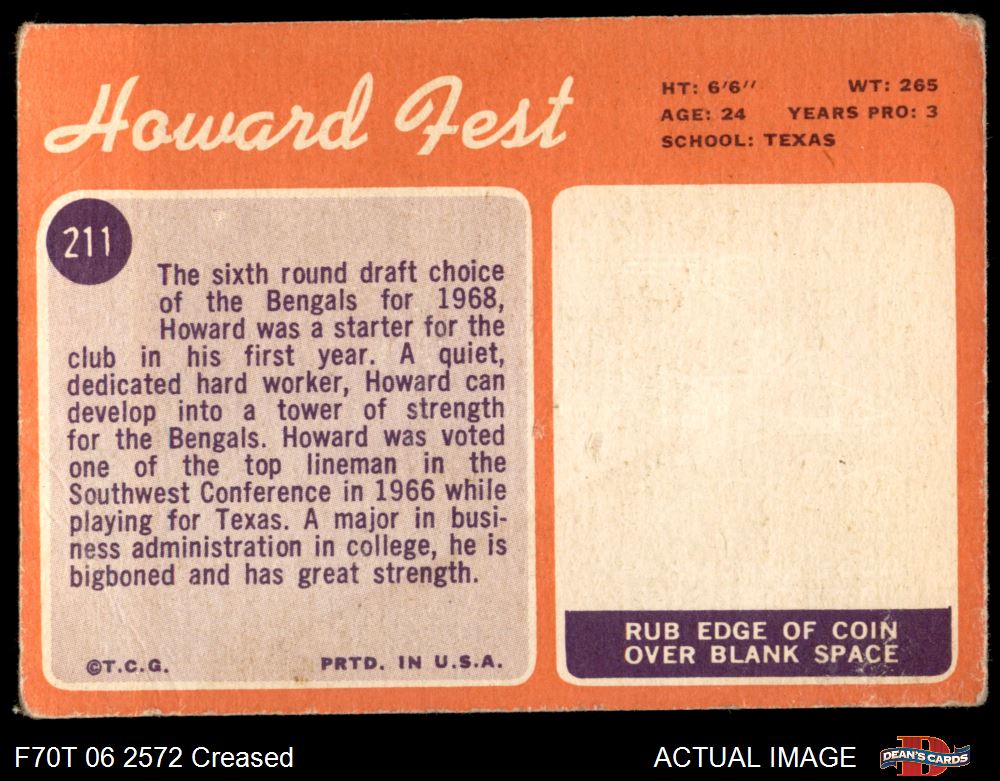 Howard Fest
HT: 6'6" WT: 265
AGE: 24 YEARS PRO: 3
SCHOOL: TEXAS
211
The sixth round draft choice
of the Bengals for 1968,
Howard was a starter for the
club in his first year. A quiet,
dedicated hard worker, Howard can
develop into a tower of strength
for the Bengals. Howard was voted
one of the top lineman in the
Southwest Conference in 1966 while
playing for Texas. A major in busi-
ness administration in college, he is
bigboned and has great strength.
©T.C.G. PRTD. IN U.S.A.
RUB EDGE OF COIN
OVER BLANK SPACE
F70T 06 2572 Creased
ACTUAL IMAGE
D
DEAN'S CARDS